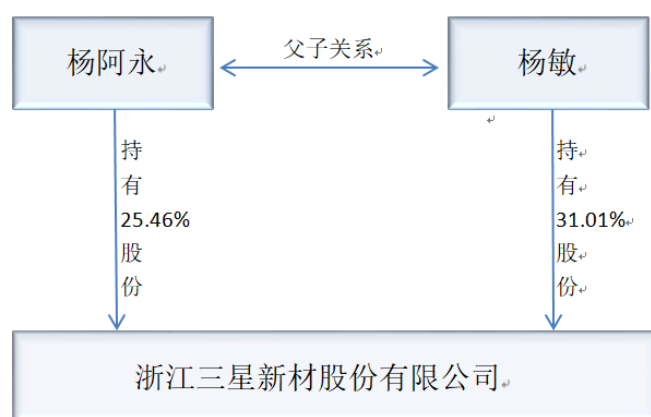 杨阿永
父子关系
杨敏
持
有
25.46%
股
份
持
有
31.01%
股
份
浙江三星新材股份有限公司